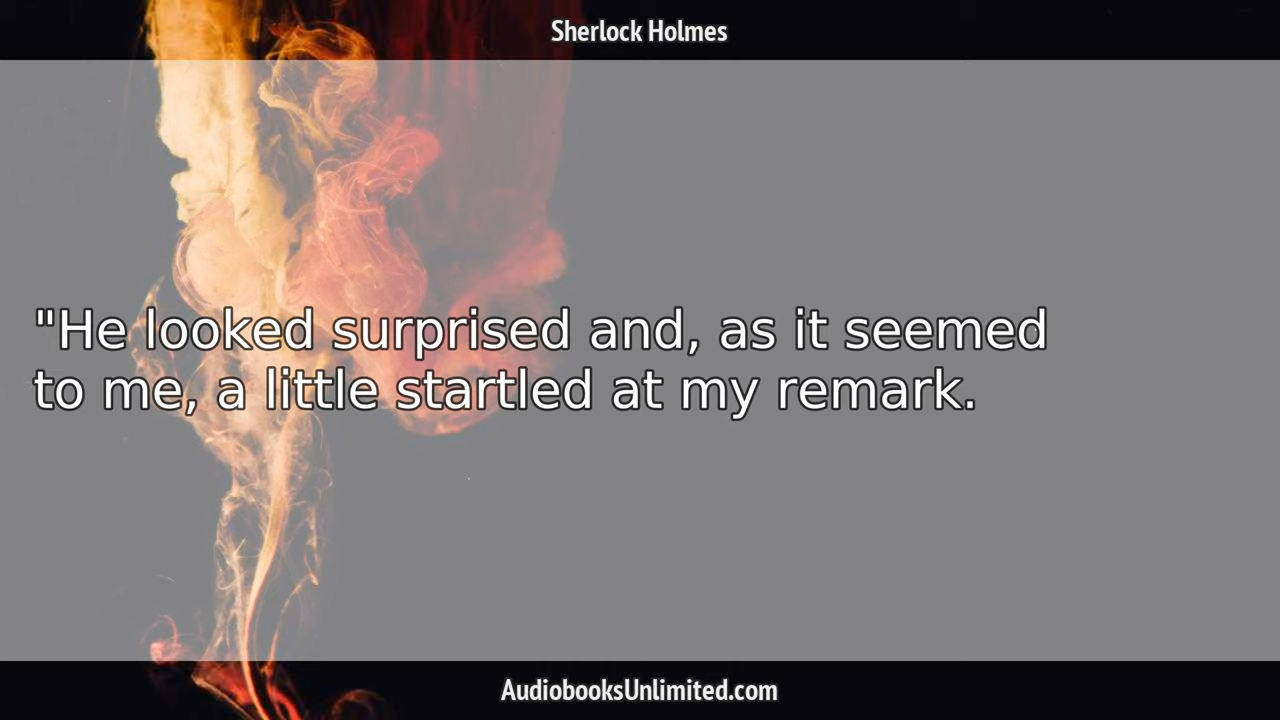 Sherlock Holmes
"He looked surprised and, as it seemed
to me, a little startled at my remark.
AudiobooksUnlimited.com